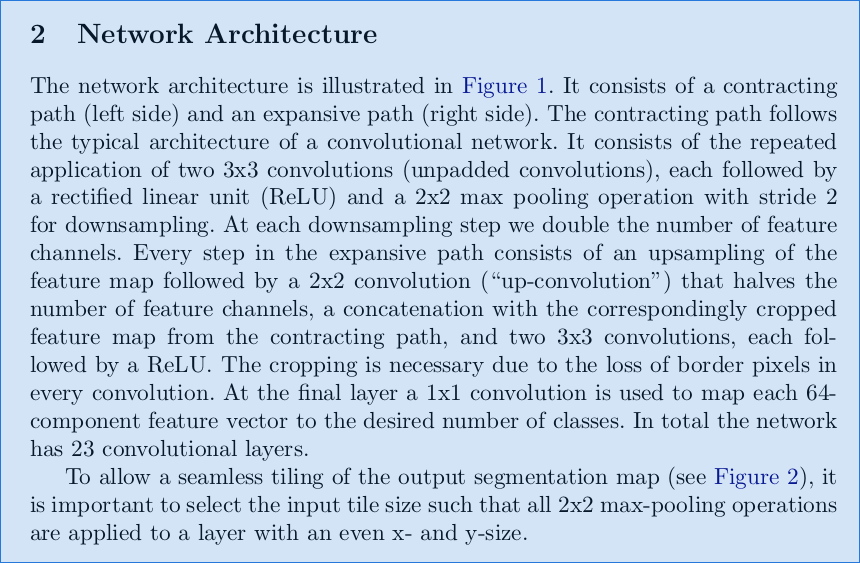 2 Network Architecture
The network architecture is illustrated in Figure 1. It consists of a contracting
path (left side) and an expansive path (right side). The contracting path follows
the typical architecture of a convolutional network. It consists of the repeated
application of two 3x3 convolutions (unpadded convolutions), each followed by
a rectified linear unit (ReLU) and a 2x2 max pooling operation with stride 2
for downsampling. At each downsampling step we double the number of feature
channels. Every step in the expansive path consists of an upsampling of the
feature map followed by a 2x2 convolution (“up-convolution”) that halves the
number of feature channels, a concatenation with the correspondingly cropped
feature map from the contracting path, and two 3x3 convolutions, each fol-
lowed by a ReLU. The cropping is necessary due to the loss of border pixels in
every convolution. At the final layer a 1x1 convolution is used to map each 64-
component feature vector to the desired number of classes. In total the network
has 23 convolutional layers.
To allow a seamless tiling of the output segmentation map (see Figure 2), it
is important to select the input tile size such that all 2x2 max-pooling operations
are applied to a layer with an even x- and y-size.